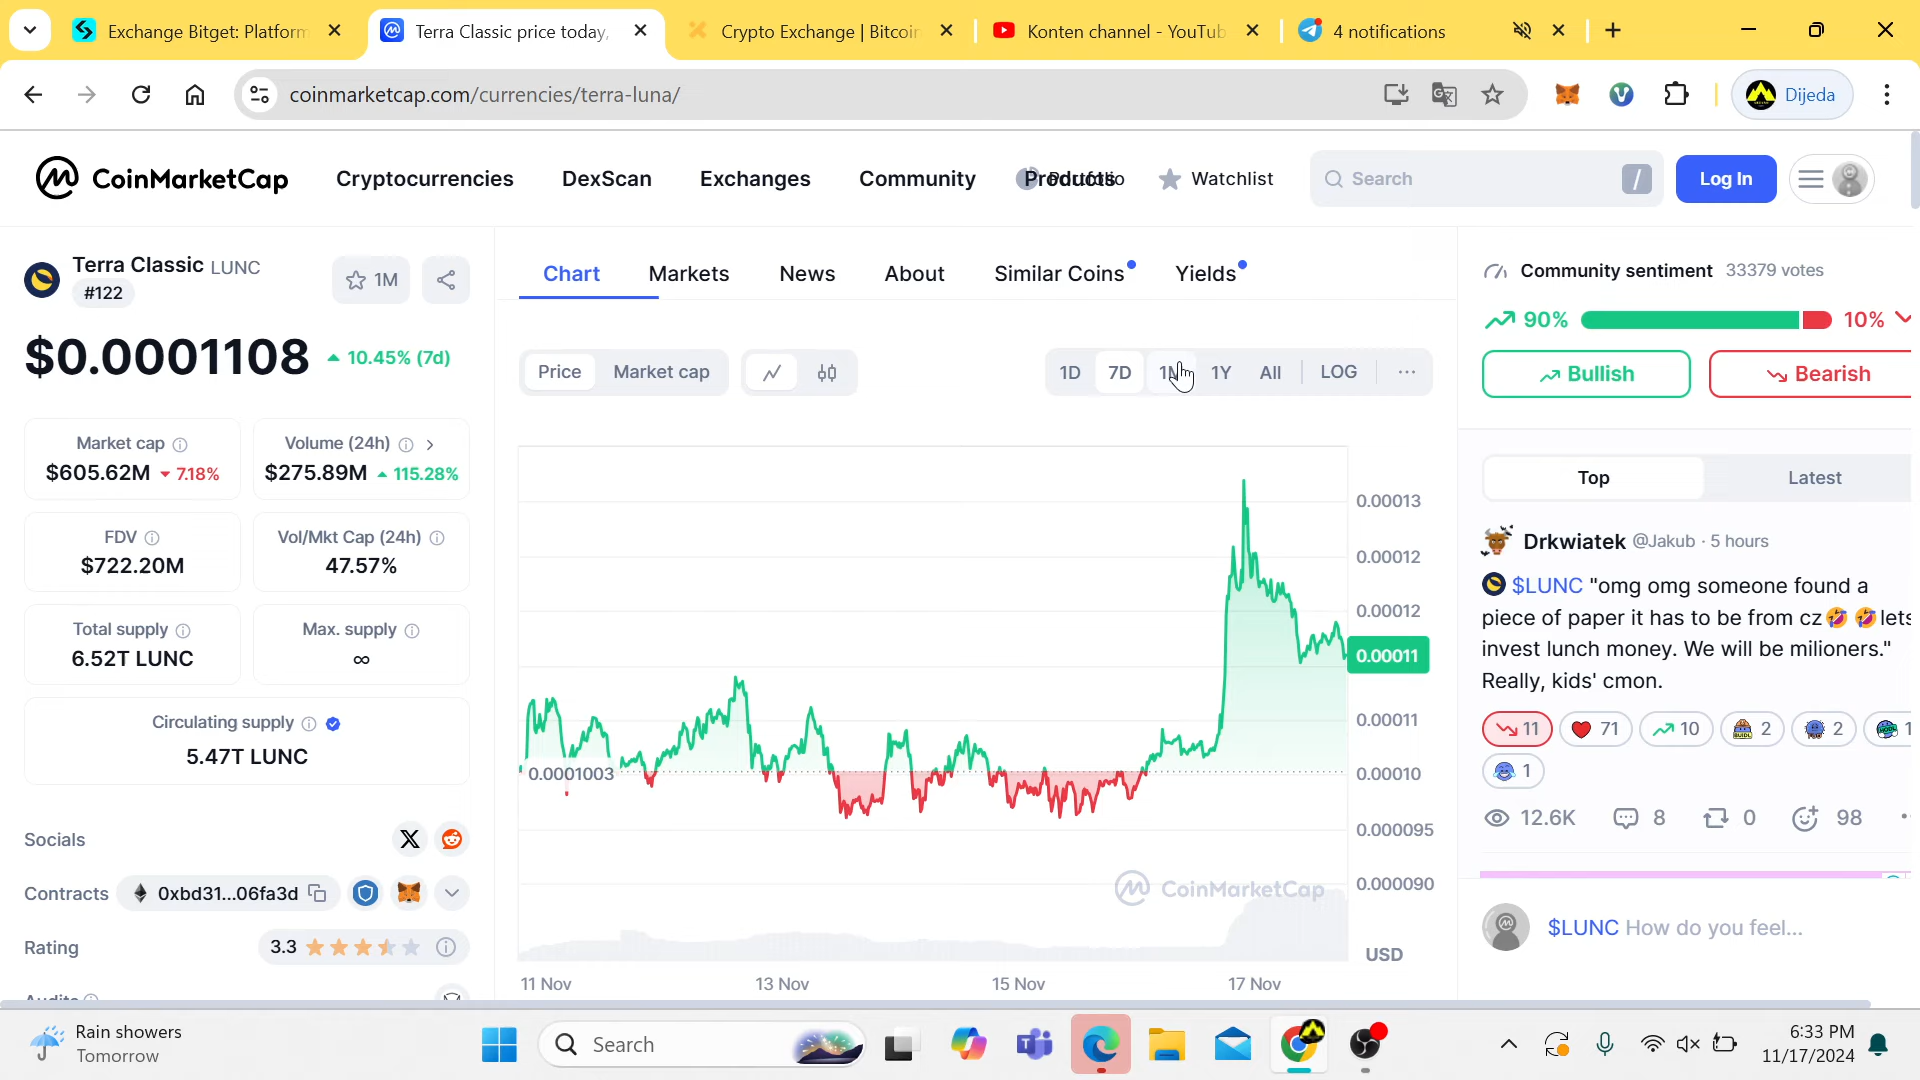 Exchange Bitget: Platform
Terra Classic price today,
Crypto Exchange | Bitcoin
Konten channel - YouTub
4 notifications
coinmarketcap.com/currencies/terra-luna/
Dijeda
CoinMarketCap
Cryptocurrencies
DexScan
Exchanges
Community
Products
Portfolio
Watchlist
Search
/
Log In
Terra Classic LUNC
#122
1M
$0.0001108
10.45% (7d)
Market cap
$605.62M 7.18%
Volume (24h)
$275.89M 115.28%
FDV
$722.20M
Vol/Mkt Cap (24h)
47.57%
Total supply
6.52T LUNC
Max. supply
∞
Circulating supply
5.47T LUNC
Socials
Contracts 0xbd31...06fa3d
Rating 3.3
Audits
Chart
Markets
News
About
Similar Coins
Yields
Price
Market cap
1D
7D
1M
1Y
All
LOG
0.00013
0.00012
0.00012
0.00011
0.00011
0.00010
0.000095
0.000090
0.0001003
CoinMarketCap
USD
11 Nov
13 Nov
15 Nov
17 Nov
Community sentiment 33379 votes
90%
10%
Bullish
Bearish
Top
Latest
Drkwiatek @Jakub · 5 hours
$LUNC "omg omg someone found a
piece of paper it has to be from cz🤣 🤣lets
invest lunch money. We will be milioners."
Really, kids' cmon.
11
71
10
BUIDL 2
2
1
1
12.6K
8
0
98
$LUNC How do you feel...
Rain showers
Tomorrow
Search
6:33 PM
11/17/2024